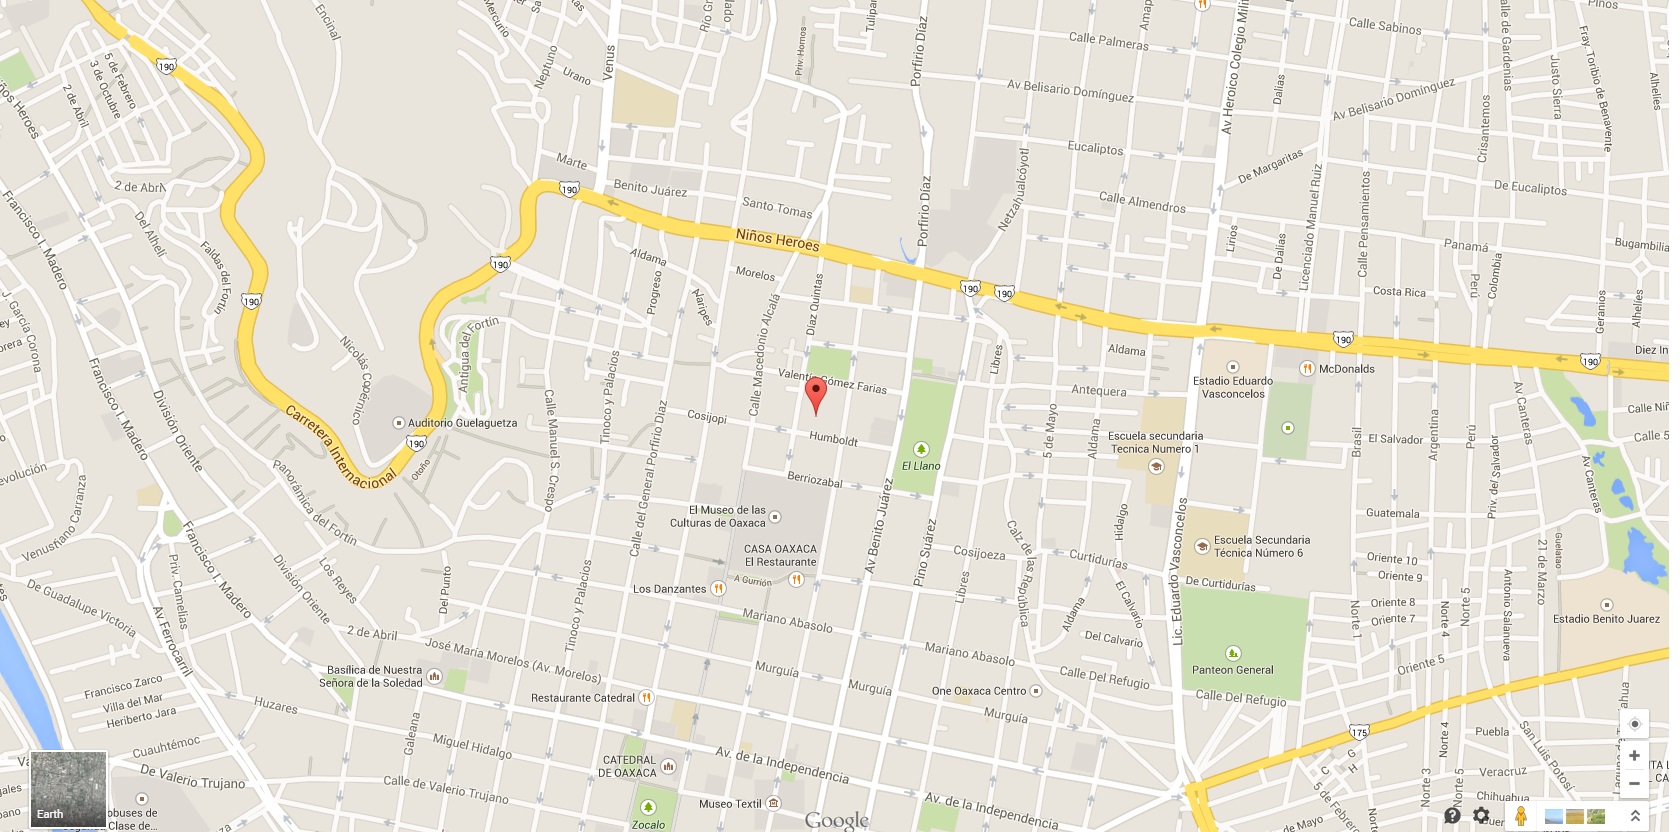 Encinal
Venus
Neptuno
Urano
Priv. Hornos
Tulipan
Porfirio Díaz
Calle Palmeras
Av Heroico Colegio Mili
Calle Sabinos
Calle de Gardenias
Pinos
Fray. Toribio de Benavente
190
5 de Febrero
3 de Octubre
2 de Abril
iños Heroes
Av Belisario Domínguez
Dalias
Av Belisario Dominguez
Justo Sierra
Alhelies
Crisantemos
Eucaliptos
De Margaritas
De Eucaliptos
Marte
190
Benito Juárez
2 de Abril
Santo Tomas
Porfirio Díaz
Netzahualcóyotl
Calle Almendros
Licenciado Manuel Ruiz
Calle Pensamientos
Francisco I. Madero
Del Alheli
Faldas del Fortín
Niños Heroes
Lirios
De Dalias
Panamá
Bugambilia
Aldama
Morelos
190
Progreso
Naripes
Díaz Quintas
190
190
Perú
Colombia
Costa Rica
190
J. García Corona
Geranios
Alhelies
Antigua del Fortín
Nicolás Copérnico
Calle Macedonio Alcalá
Libres
Aldama
190
Diez In
190
Francisco I. Madero
División Oriente
Tinoco y Palacios
Valentín Gómez Farias
Antequera
Estadio Eduardo
Vasconcelos
McDonalds
Av Canteras
Calle Manuel S. Crespo
Calle del General Porfirio Díaz
Carretera Internacional
Auditorio Guelaguetza
190
Otoño
Cosijopi
Humboldt
El Llano
5 de Mayo
Aldama
Escuela secundaria
Tecnica Numero 1
Brasil
El Salvador
Argentina
Perú
Calle Niñ
Calle 5
Priv. del Salvador
Av Canteras
Berriozabal
Panorámica del Fortín
Venustiano Carranza
El Museo de las
Culturas de Oaxaca
Av Benito Juárez
Pino Suárez
Calz de las República
Hidalgo
Lic. Eduardo Vasconcelos
Guatemala
Francisco I. Madero
División Oriente
Los Reyes
CASA OAXACA
El Restaurante
A Gurrión
Los Danzantes
Cosijoeza
Curtidurías
Escuela Secundaria
Técnica Número 6
De Curtidurías
Oriente 10
Oriente 9
21 de Marzo
Guelatao
Priv. Camelias
De Guadalupe Victoria
Del Punto
Tinoco y Palacios
Libres
Aldama
El Calvario
Del Calvario
Norte 1
Oriente 8
Oriente 7
Norte 4
Norte 5
Antonio Salanueva
Estadio Benito Juarez
Av Ferrocarril
2 de Abril
José María Morelos (Av. Morelos)
Mariano Abasolo
Mariano Abasolo
Panteon General
Oriente 5
Basílica de Nuestra
Señora de la Soledad
Murguía
Murguía
Calle Del Refugio
Calle Del Refugio
Francisco Zarco
Villa del Mar
Heriberto Jara
Huzares
Restaurante Catedral
One Oaxaca Centro
Murguía
175
Galeana
Miguel Hidalgo
Cuauhtémoc
De Valerio Trujano
Calle de Valerio Trujano
CATEDRAL
DE OAXACA
Av. de la Independencia
Av. de la Independencia
Norte 3
Norte 4
Norte 5
Puebla
San Luis Potosí
Veracruz
Chihuahua
C
G
H
5 de Febrero
de Mayo
Earth
obuses de
Segunda Clase de...
Zocalo
Museo Textil
Google